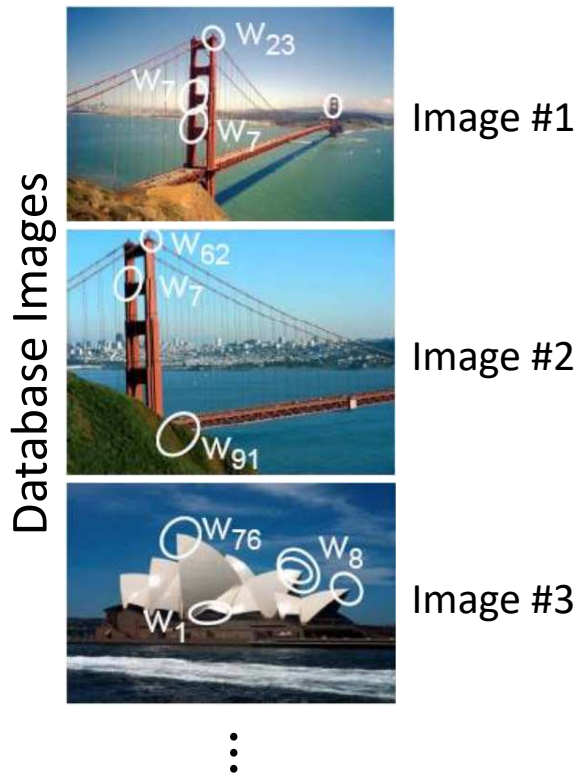 Database Images
W23
W7
W7
Image #1
W62
W7
W91
Image #2
W76
W8
W1
Image #3
⋮